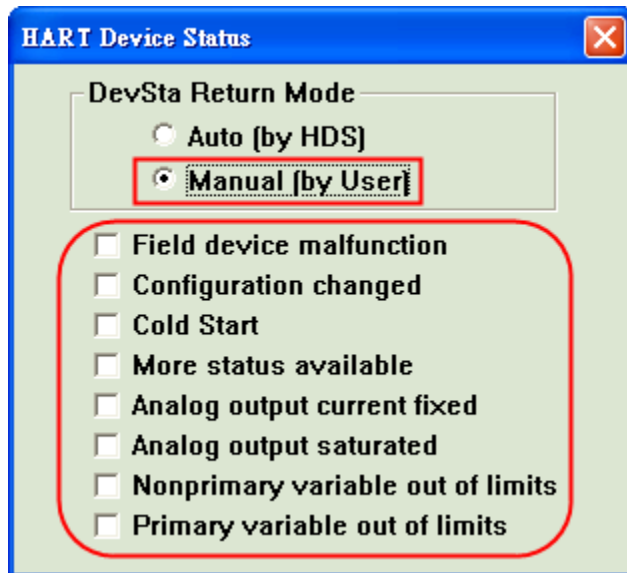 HART Device Status
DevSta Return Mode
Auto (by HDS)
Manual (by User)
Field device malfunction
Configuration changed
Cold Start
More status available
Analog output current fixed
Analog output saturated
Nonprimary variable out of limits
Primary variable out of limits